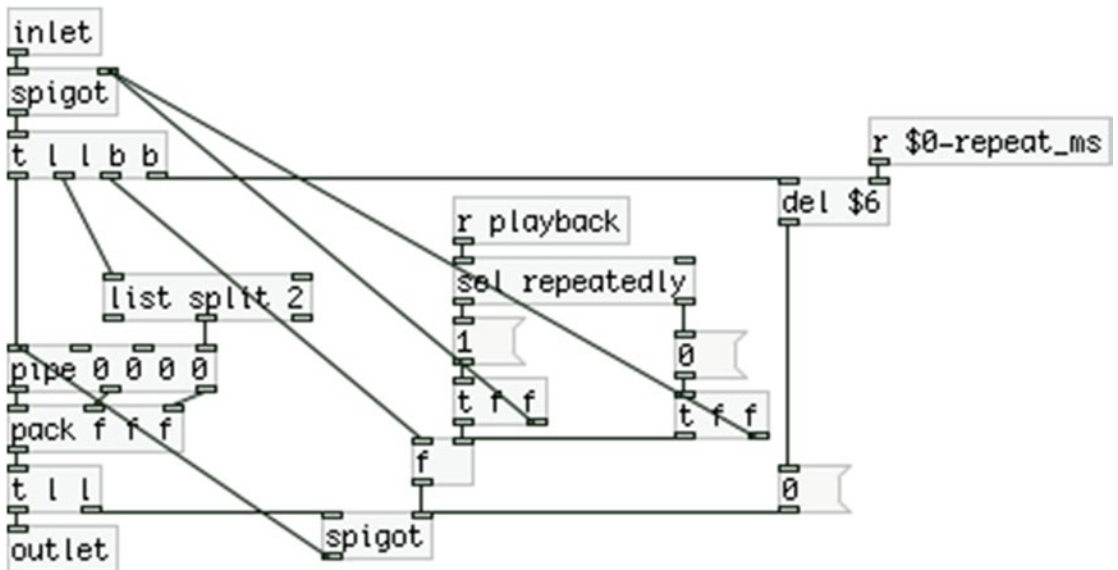 inlet
spigot
t l l b b
r $0-repeat_ms
del $6
r playback
sel repeatedly
list split 2
1
0
pipe 0 0 0 0
t f f
t f f
pack f f f
f
t l l
0
spigot
outlet